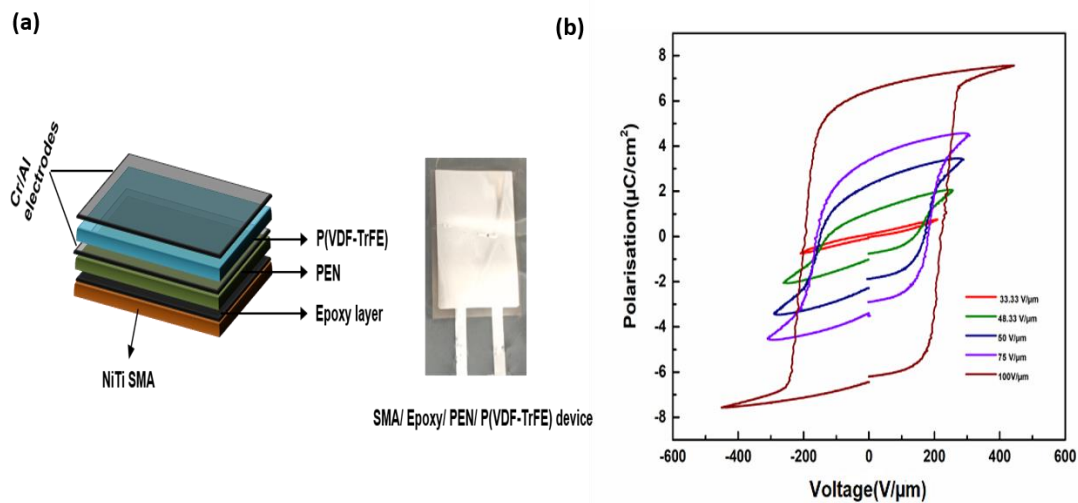 (a)
Cr/Al
electrodes
P(VDF-TrFE)
PEN
Epoxy layer
NiTi SMA
SMA/ Epoxy/ PEN/ P(VDF-TrFE) device
(b)
Polarisation(µC/cm²)
8
6
4
2
0
-2
-4
-6
-8
33.33 V/µm
48.33 V/µm
50 V/µm
75 V/µm
100V/µm
-600
-400
-200
0
200
400
600
Voltage(V/µm)